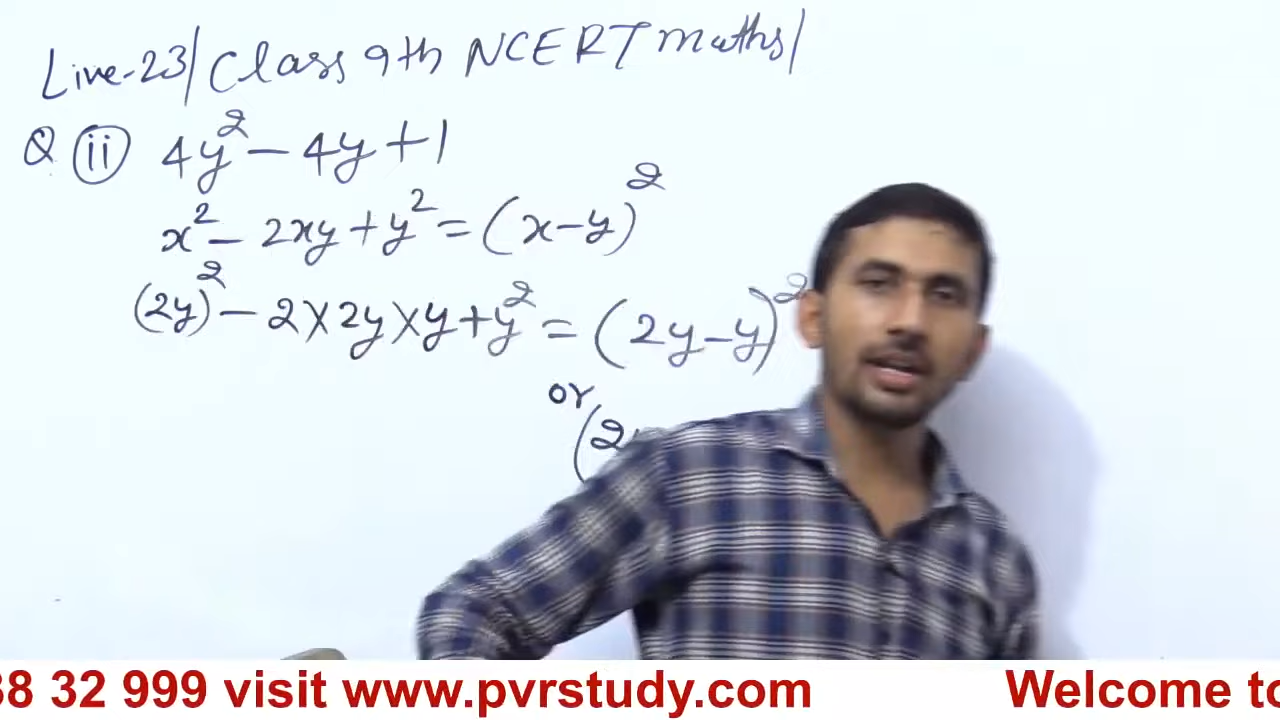 Live-23/Class 9th NCERT Maths/
Q (ii) 4y² - 4y + 1
x² - 2xy + y² = (x-y)²
(2y)² - 2×2y×y+y² = (2y-y)²
or
(2
38 32 999 visit www.pvrstudy.com Welcome to